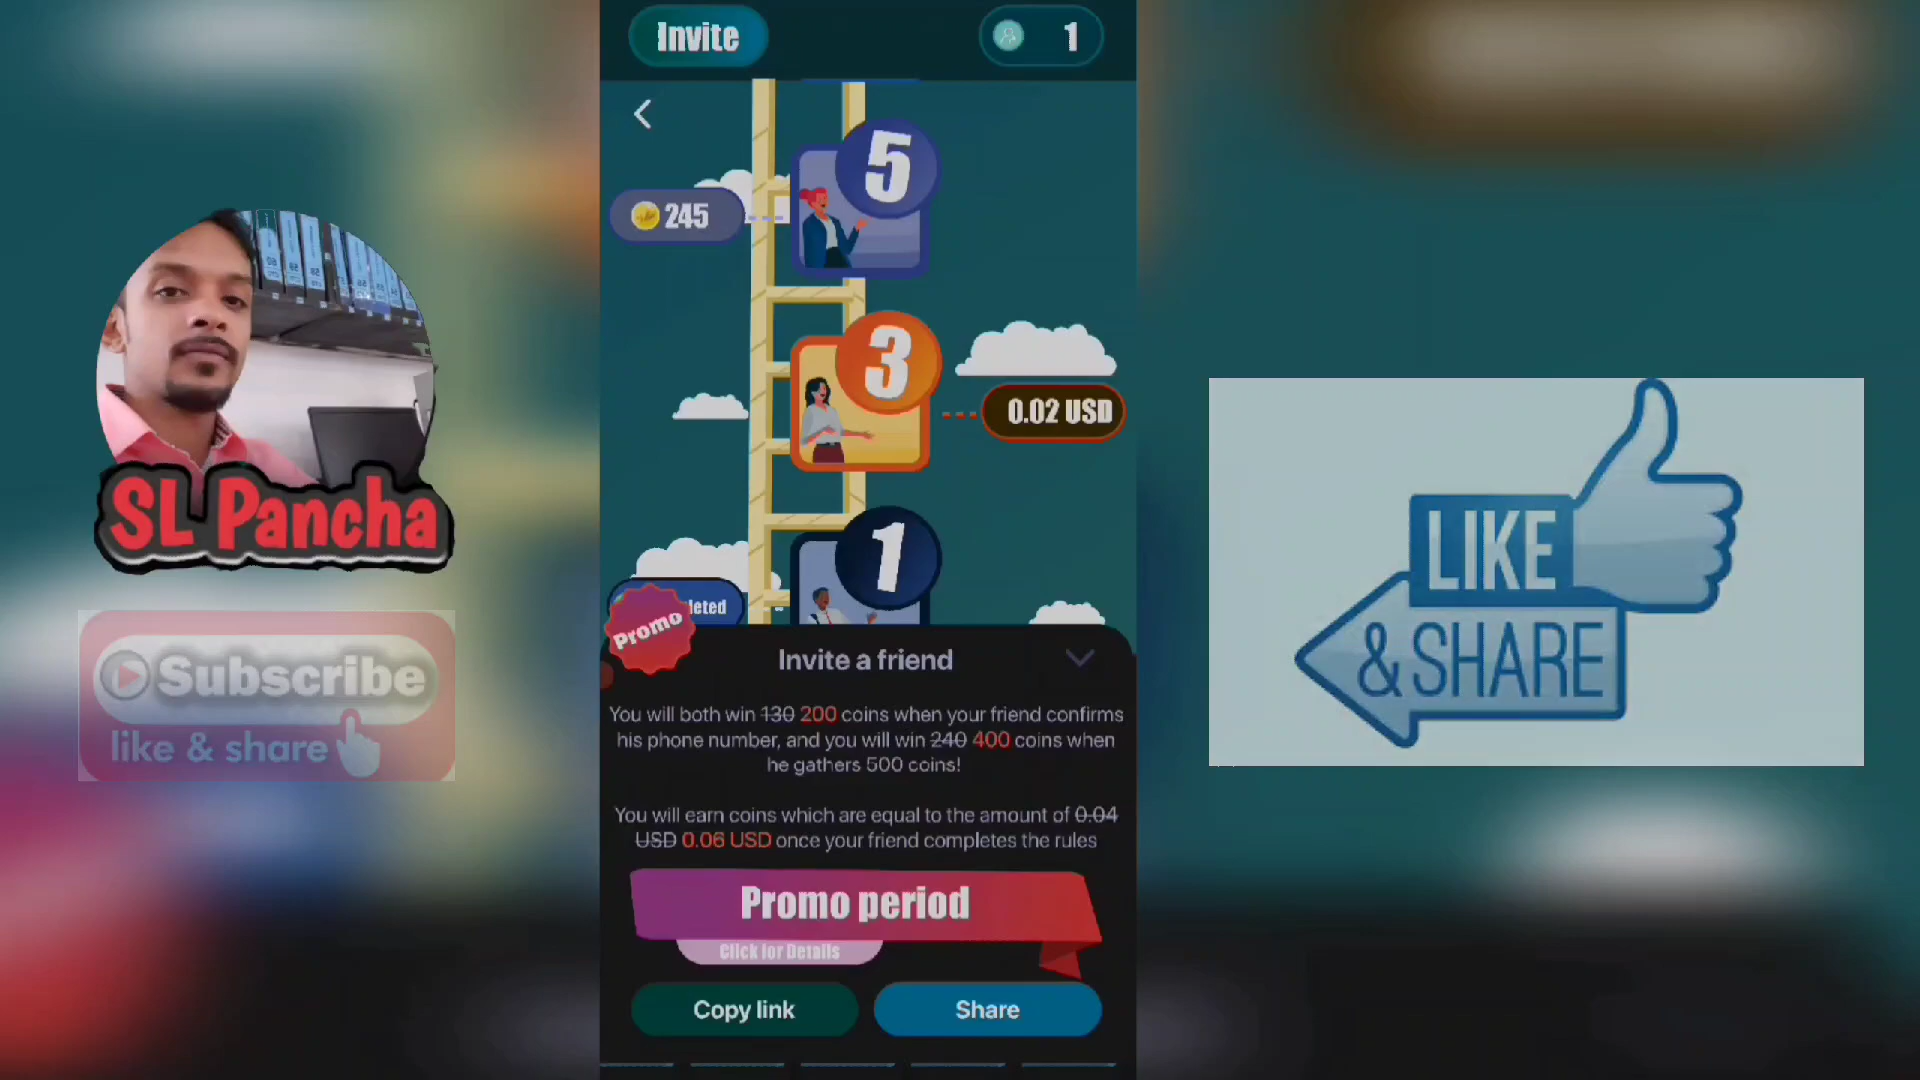 Invite
1
5
245
3
0.02 USD
1
leted
Promo
Invite a friend
You will both win 130 200 coins when your friend confirms
his phone number, and you will win 240 400 coins when
he gathers 500 coins!
You will earn coins which are equal to the amount of 0.04
USD 0.06 USD once your friend completes the rules
Promo period
Click for Details
Copy link
Share
SL Pancha
Subscribe
like & share
LIKE
& SHARE